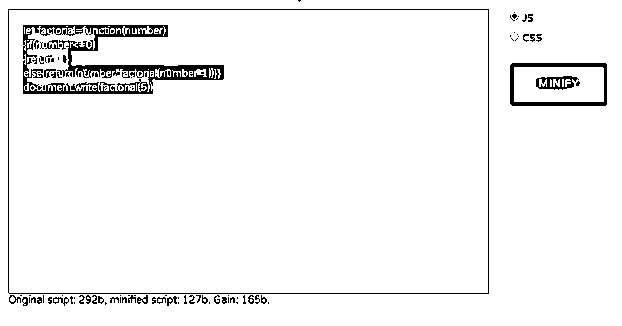 let factorial=function(number)
{if(number<=0)
{return 1;}
else{return(number*factorial(number-1))}}
document.write(factorial(5))
Original script: 292b, minified script: 127b. Gain: 165b.
JS
CSS
MINIFY